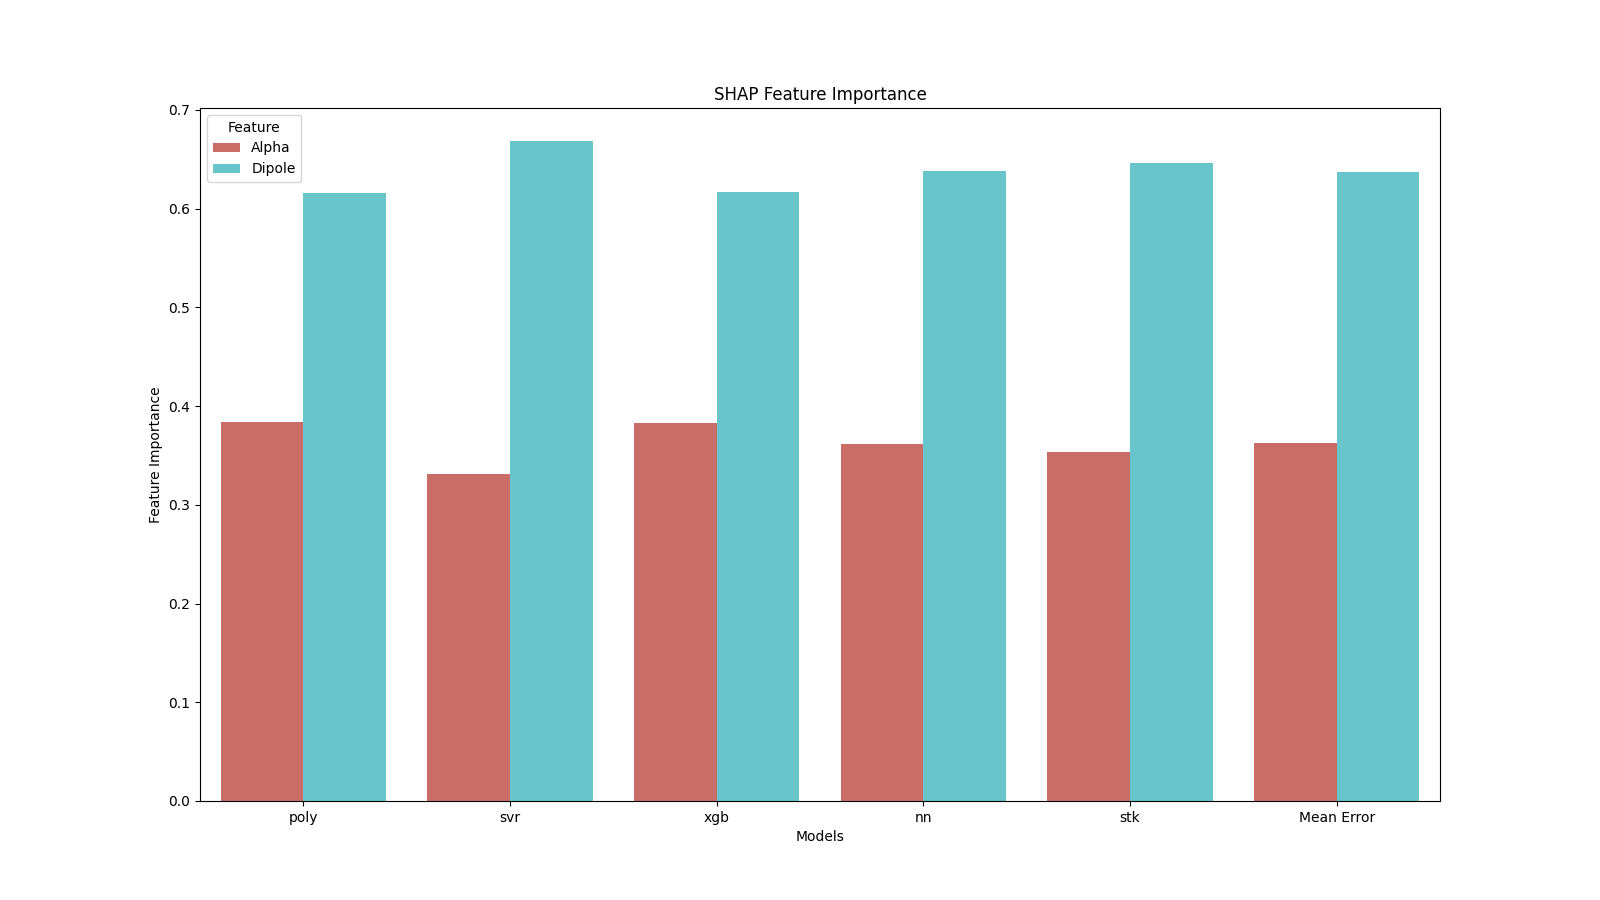 SHAP Feature Importance
Feature
Alpha
Dipole
Feature Importance
0.7
0.6
0.5
0.4
0.3
0.2
0.1
0.0
poly svr xgb nn stk Mean Error
Models